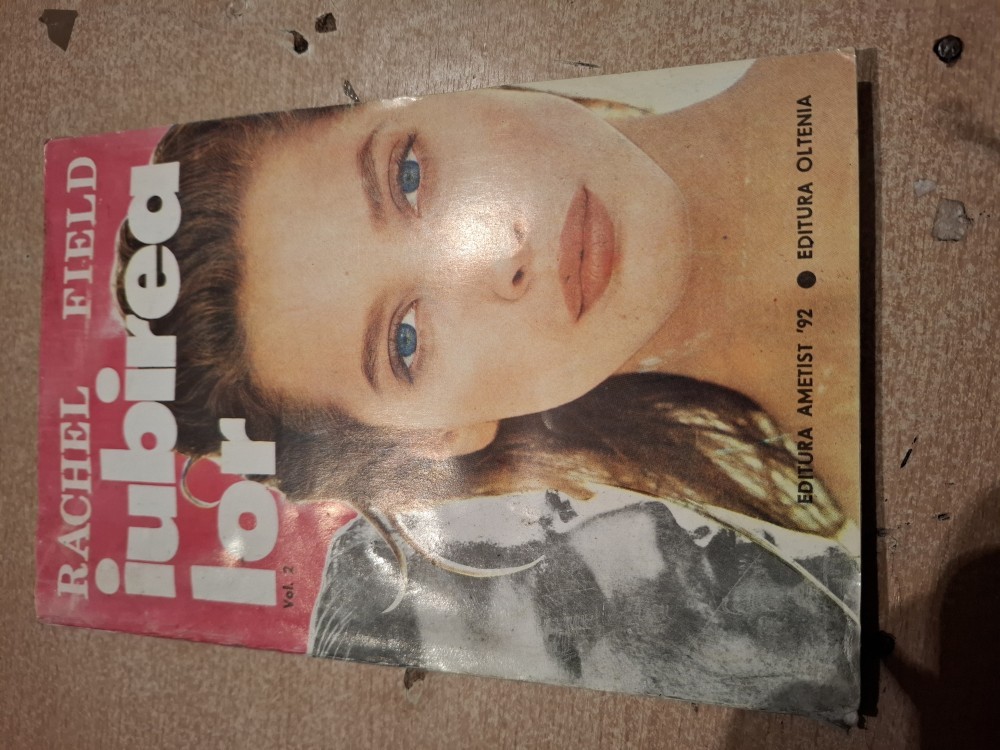 RACHEL FIELD
iubirea
lor
Vol. 2
EDITURA AMETIST '92 ● EDITURA OLTENIA